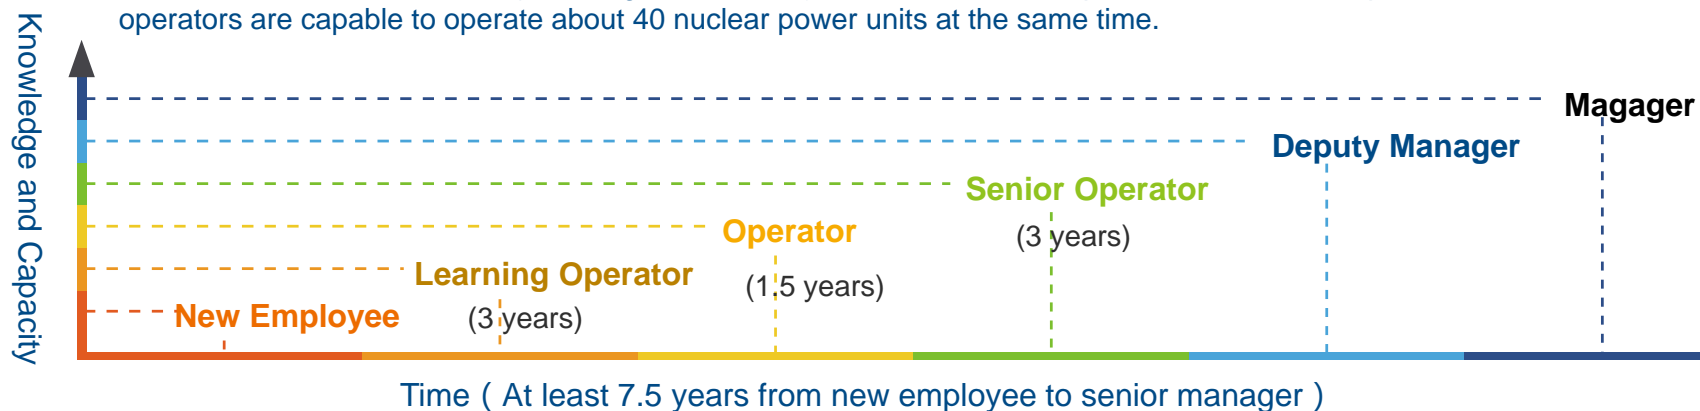 operators are capable to operate about 40 nuclear power units at the same time.
Knowledge and Capacity
Magager
Deputy Manager
Senior Operator
(3 years)
Operator
(1.5 years)
Learning Operator
(3 years)
New Employee
Time ( At least 7.5 years from new employee to senior manager )